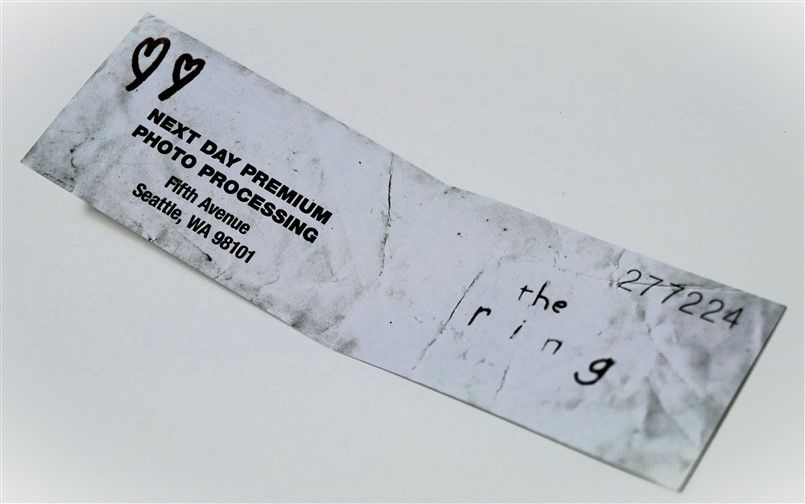 NEXT DAY PREMIUM
PHOTO PROCESSING
Fifth Avenue
Seattle, WA 98101
277224
the
ring